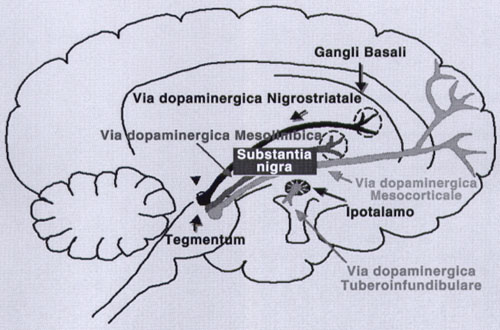 Gangli Basali
Via dopaminergica Nigrostriatale
Via dopaminergica Mesolimbica
Substantia
nigra
Via dopaminergica
Mesocorticale
Ipotalamo
Tegmentum
Via dopaminergica
Tuberoinfundibulare